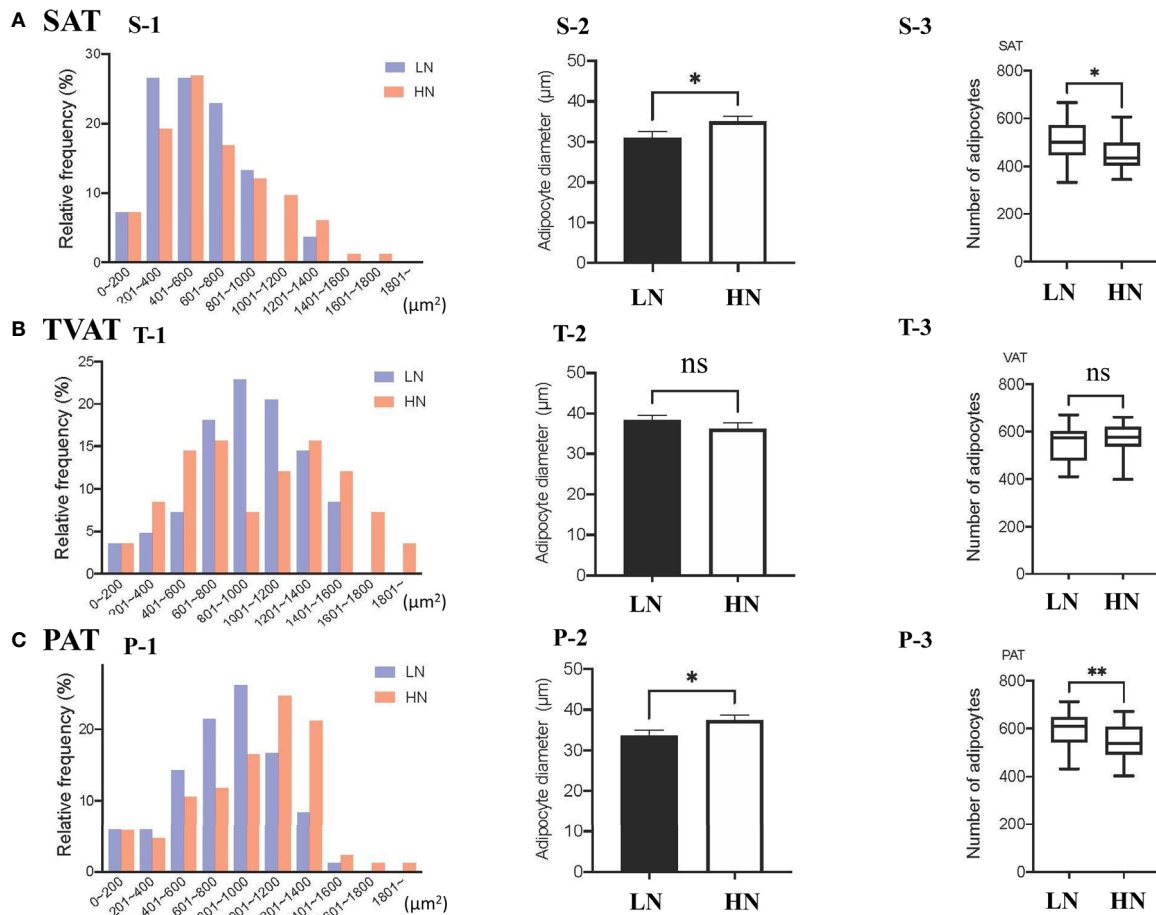 A SAT S-1
30
20
10
0
Relative frequency (%)
LN
HN
0~200
201~400
401~600
601~800
801~1000
1001~1200
1201~1400
1401~1600
1601~1800
1801~
(μm²)
S-2
50
40
30
20
10
0
Adipocyte diameter (μm)
*
LN HN
S-3
SAT
800
600
400
200
0
Number of adipocytes
*
LN HN
B TVAT T-1
25
20
15
10
5
0
Relative frequency (%)
LN
HN
0~200
201~400
401~600
601~800
801~1000
1001~1200
1201~1400
1401~1600
1601~1800
1801~
(μm²)
T-2
50
40
30
20
10
0
Adipocyte diameter (μm)
ns
LN HN
T-3
VAT
800
600
400
200
0
Number of adipocytes
ns
LN HN
C PAT P-1
20
10
0
Relative frequency (%)
LN
HN
0~200
201~400
401~600
601~800
801~1000
1001~1200
1201~1400
1401~1600
1601~1800
1801~
(μm²)
P-2
50
40
30
20
10
0
Adipocyte diameter (μm)
*
LN HN
P-3
PAT
800
600
400
200
0
Number of adipocytes
**
LN HN